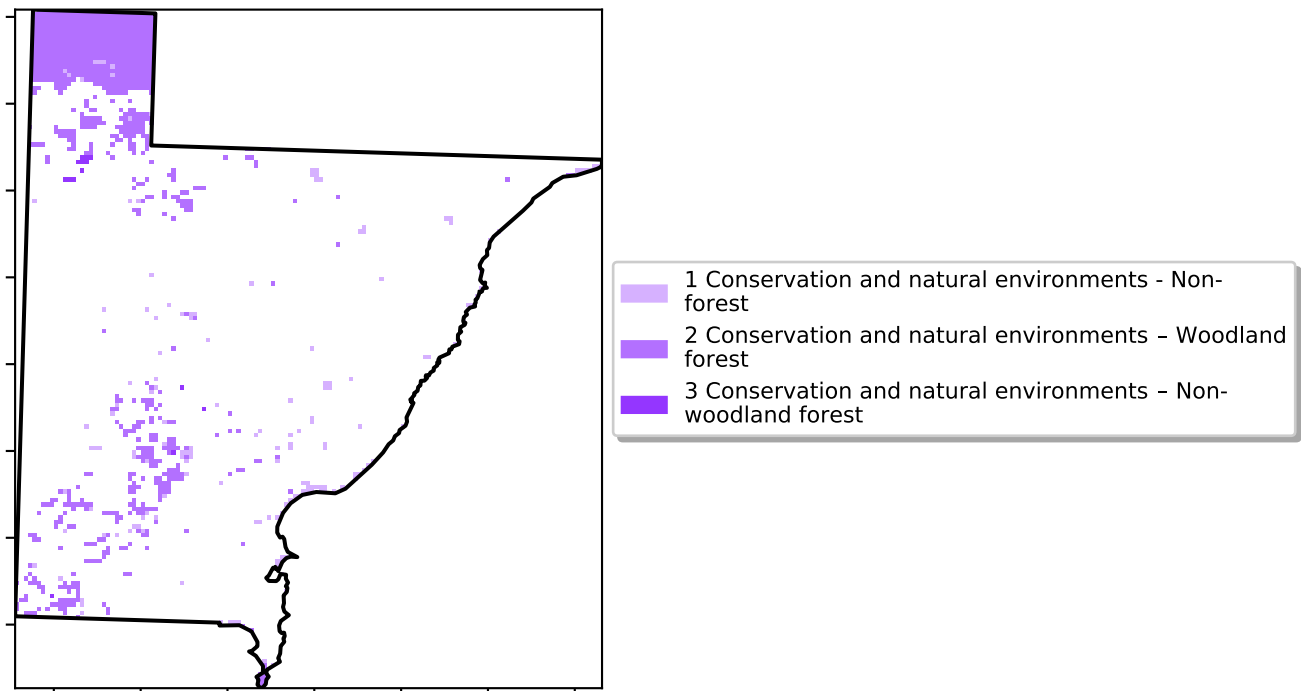 1 Conservation and natural environments - Non-
forest
2 Conservation and natural environments – Woodland
forest
3 Conservation and natural environments – Non-
woodland forest